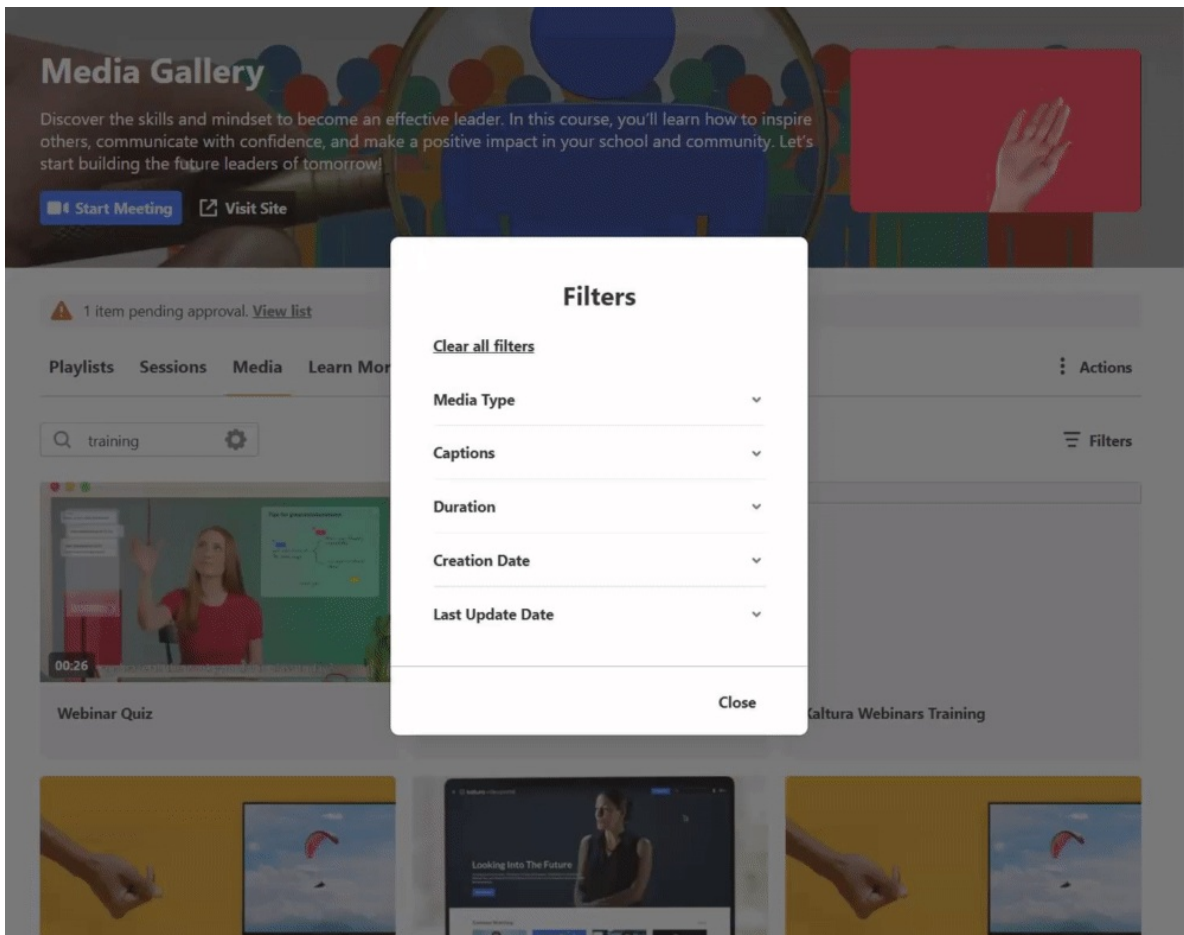 Media Gallery
Discover the skills and mindset to become an effective leader. In this course, you'll learn how to inspire
others, communicate with confidence, and make a positive impact in your school and community. Let's
start building the future leaders of tomorrow!
Start Meeting Visit Site
1 item pending approval. View list
Playlists Sessions Media Learn Mor
Actions
training
Filters
Filters
Clear all filters
Media Type
Captions
Duration
Creation Date
Last Update Date
Close
Tips for great announcements
00:26
Webinar Quiz
Kaltura Webinars Training
Looking Into The Future